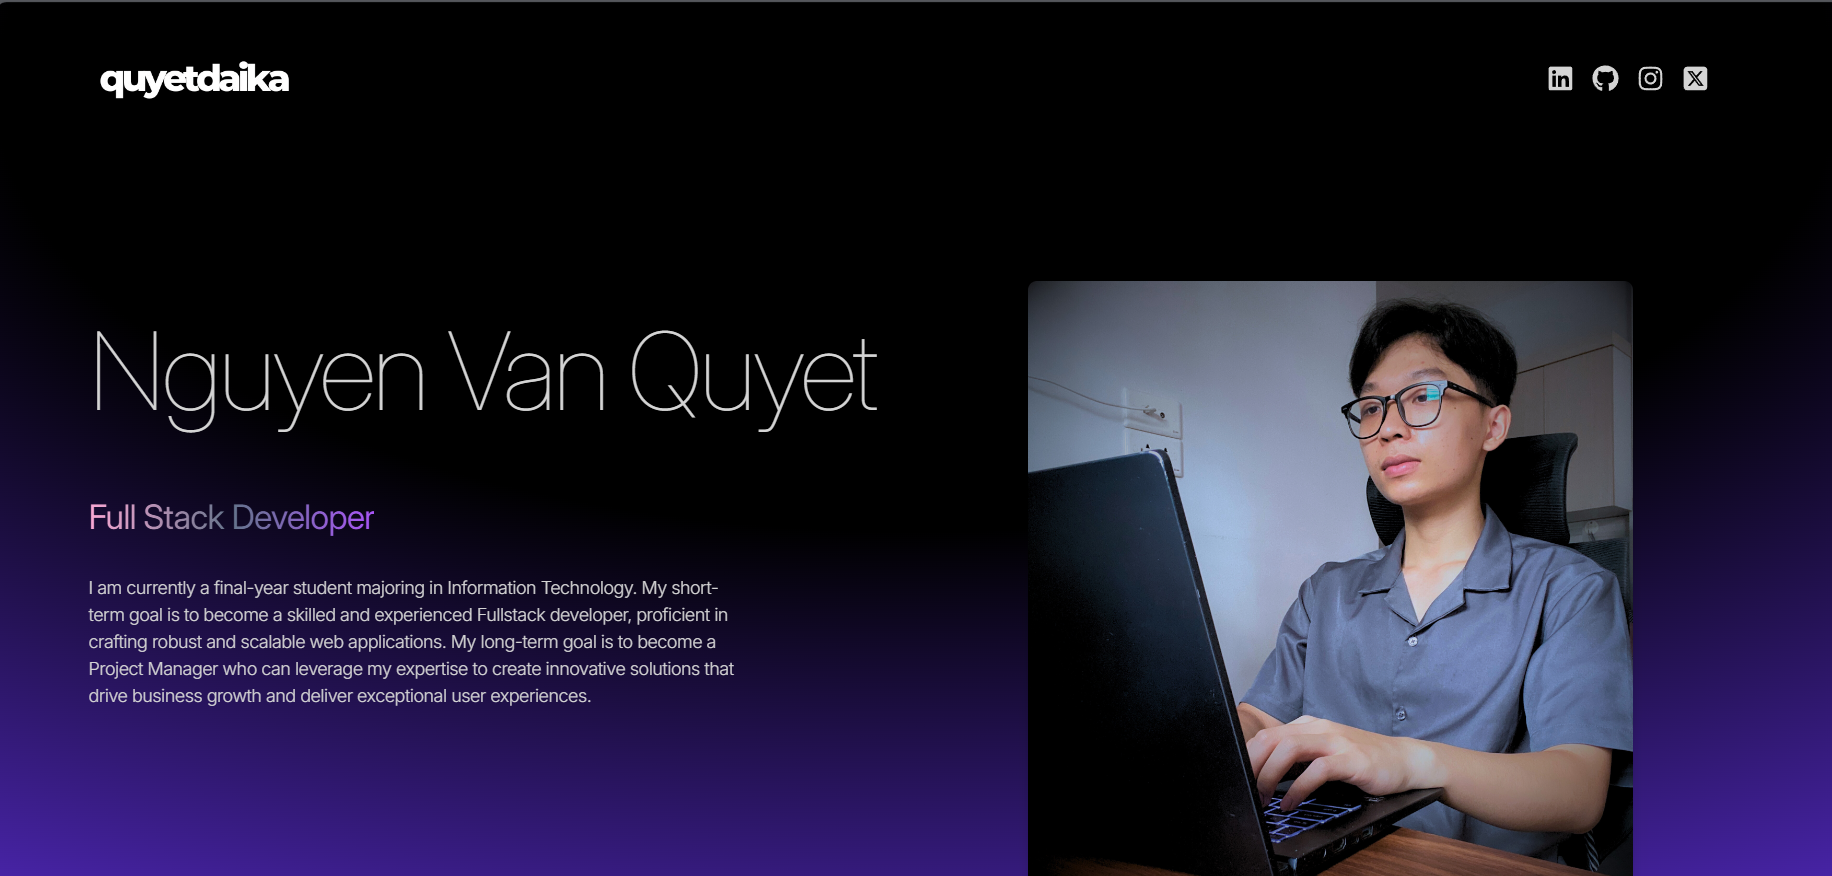 quyetdaika
Nguyen Van Quyet
Full Stack Developer
I am currently a final-year student majoring in Information Technology. My short-
term goal is to become a skilled and experienced Fullstack developer, proficient in
crafting robust and scalable web applications. My long-term goal is to become a
Project Manager who can leverage my expertise to create innovative solutions that
drive business growth and deliver exceptional user experiences.